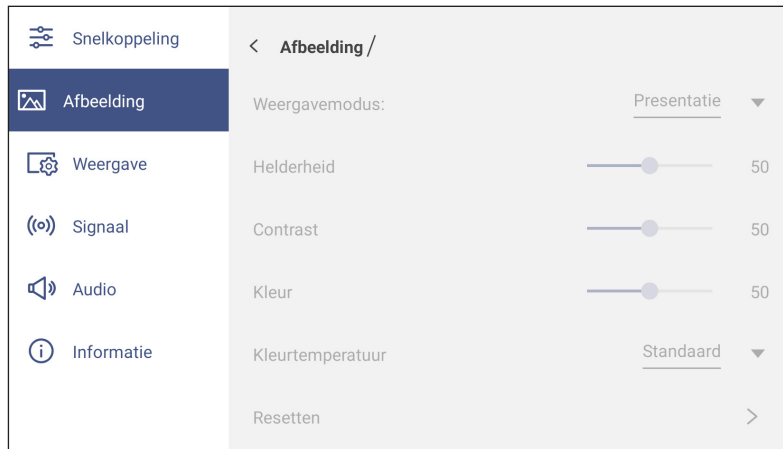 Snelkoppeling
Afbeelding
Weergave
Signaal
Audio
Informatie
Afbeelding /
Weergavemodus: Presentatie
Helderheid 50
Contrast 50
Kleur 50
Kleurtemperatuur Standaard
Resetten